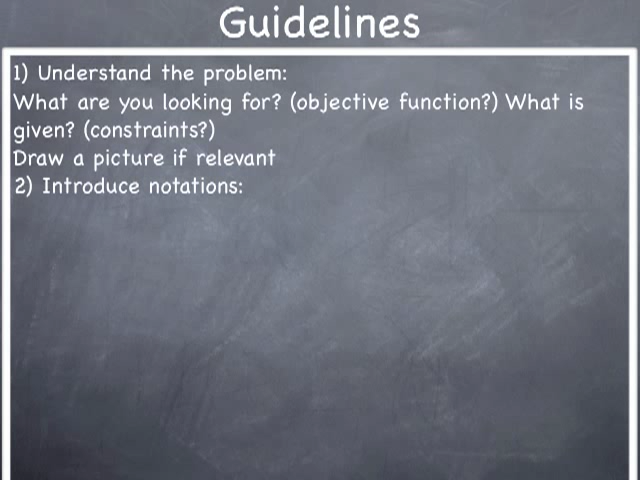 Guidelines
1) Understand the problem:
What are you looking for? (objective function?) What is
given? (constraints?)
Draw a picture if relevant
2) Introduce notations: